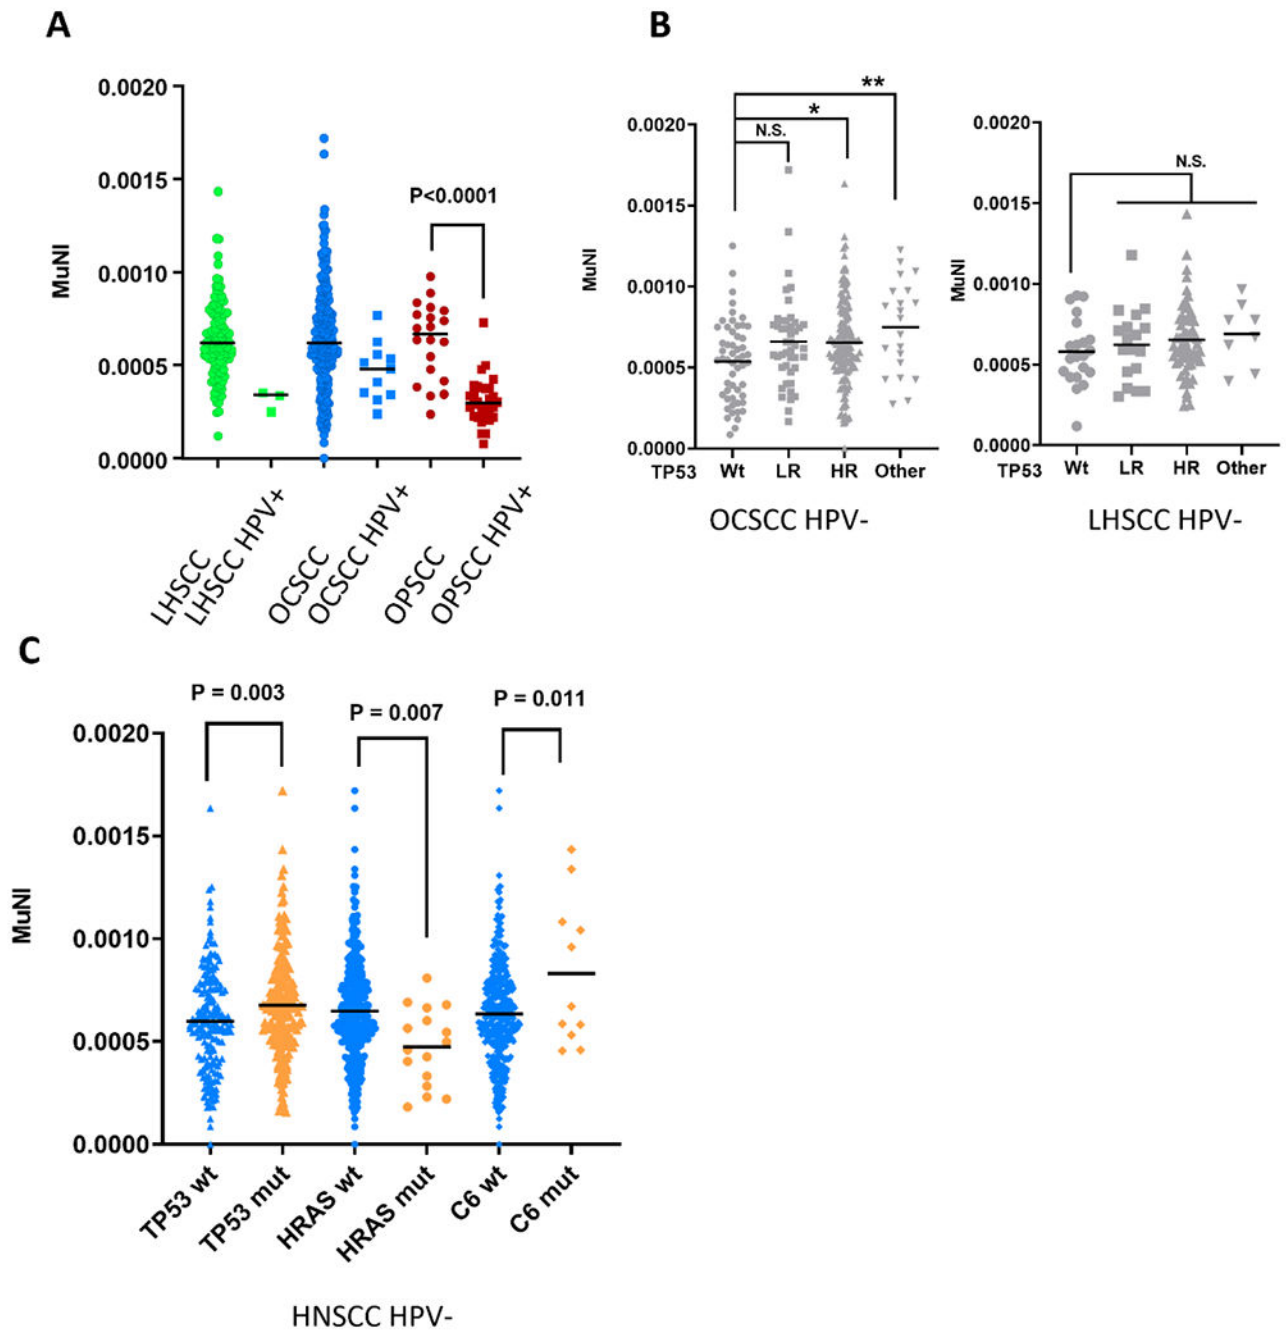 A
0.0020
0.0015
0.0010
0.0005
0.0000
MuNI
P<0.0001
LHSCC
LHSCC HPV+
OCSCC
OCSCC HPV+
OPSCC
OPSCC HPV+
B
**
*
N.S.
0.0020
0.0015
0.0010
0.0005
0.0000
MuNI
TP53 Wt LR HR Other
OCSCC HPV-
N.S.
0.0020
0.0015
0.0010
0.0005
0.0000
MuNI
TP53 Wt LR HR Other
LHSCC HPV-
C
P = 0.003
P = 0.007
P = 0.011
0.0020
0.0015
0.0010
0.0005
0.0000
MuNI
TP53 wt
TP53 mut
HRAS wt
HRAS mut
C6 wt
C6 mut
HNSCC HPV-